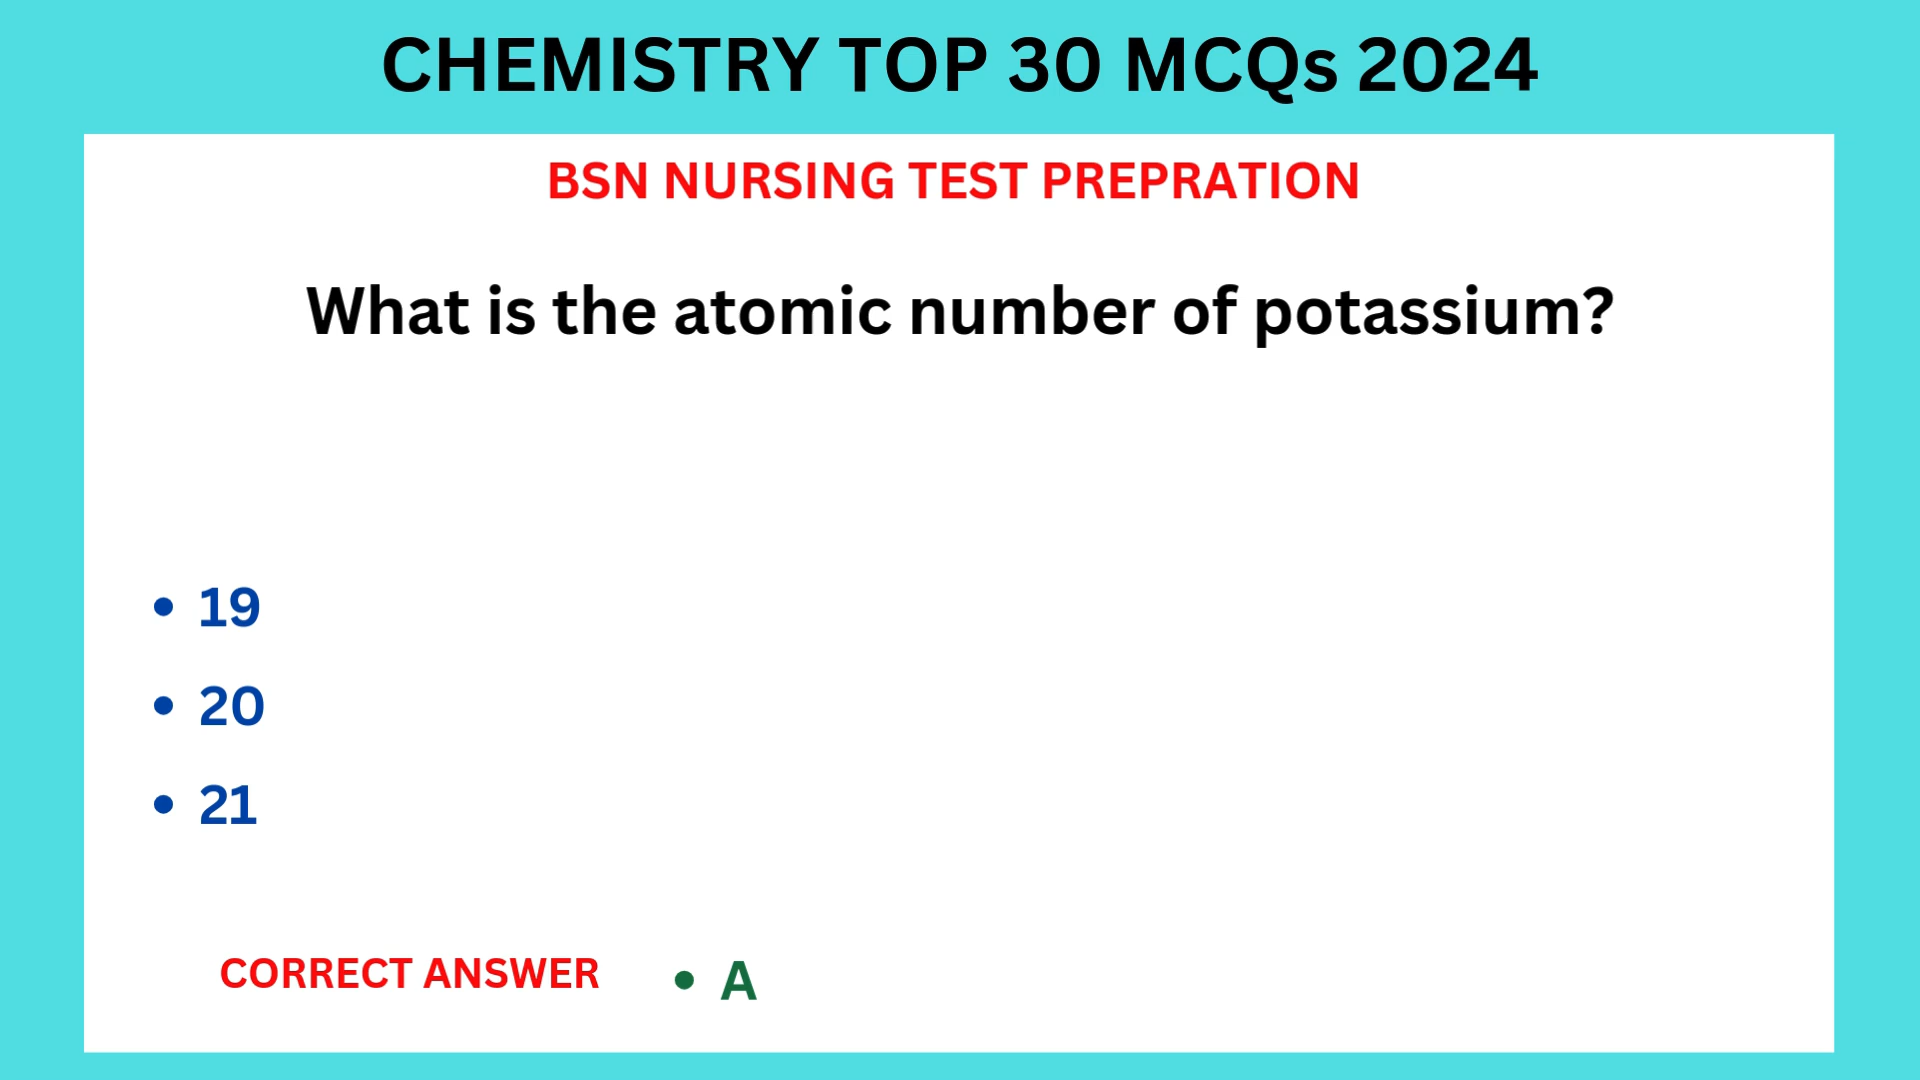 CHEMISTRY TOP 30 MCQs 2024
BSN NURSING TEST PREPRATION
What is the atomic number of potassium?
• 19
• 20
• 21
CORRECT ANSWER • A